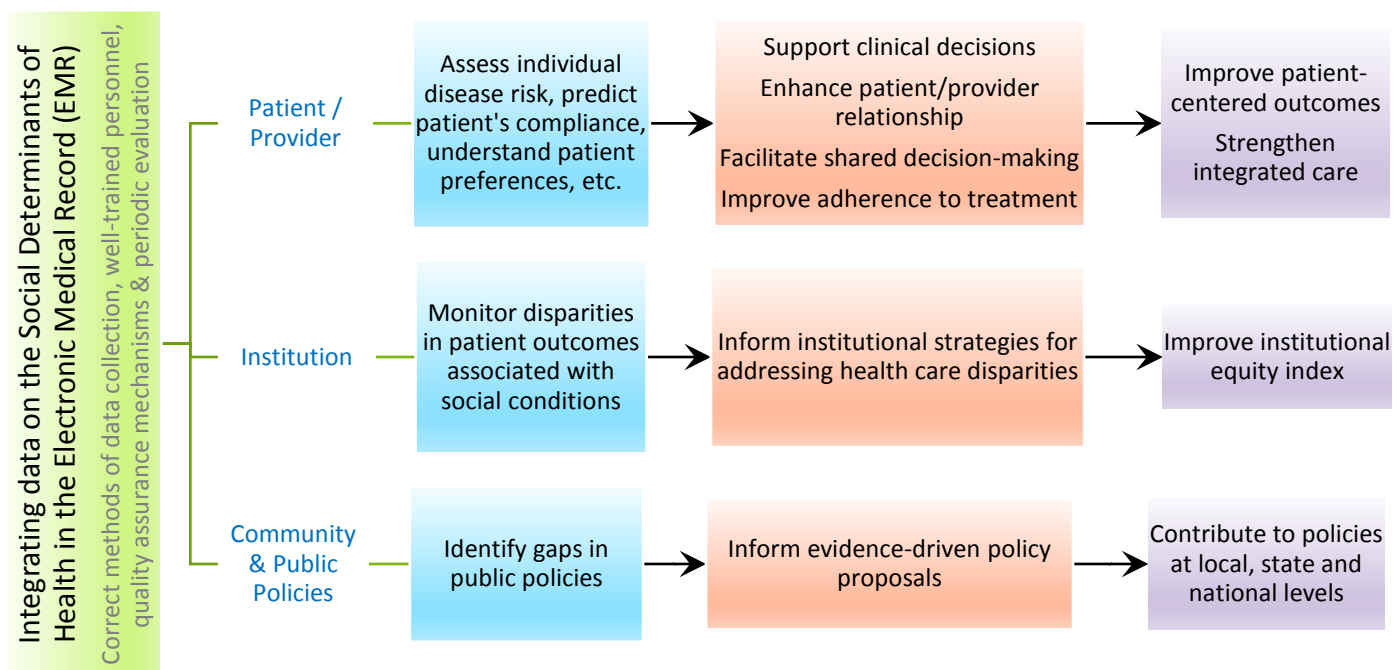 Integrating data on the Social Determinants of
Health in the Electronic Medical Record (EMR)
Correct methods of data collection, well-trained personnel,
quality assurance mechanisms & periodic evaluation
Patient /
Provider
Assess individual
disease risk, predict
patient's compliance,
understand patient
preferences, etc.
Support clinical decisions
Enhance patient/provider
relationship
Facilitate shared decision-making
Improve adherence to treatment
Improve patient-
centered outcomes
Strengthen
integrated care
Institution
Monitor disparities
in patient outcomes
associated with
social conditions
Inform institutional strategies for
addressing health care disparities
Improve institutional
equity index
Community
& Public
Policies
Identify gaps in
public policies
Inform evidence-driven policy
proposals
Contribute to policies
at local, state and
national levels